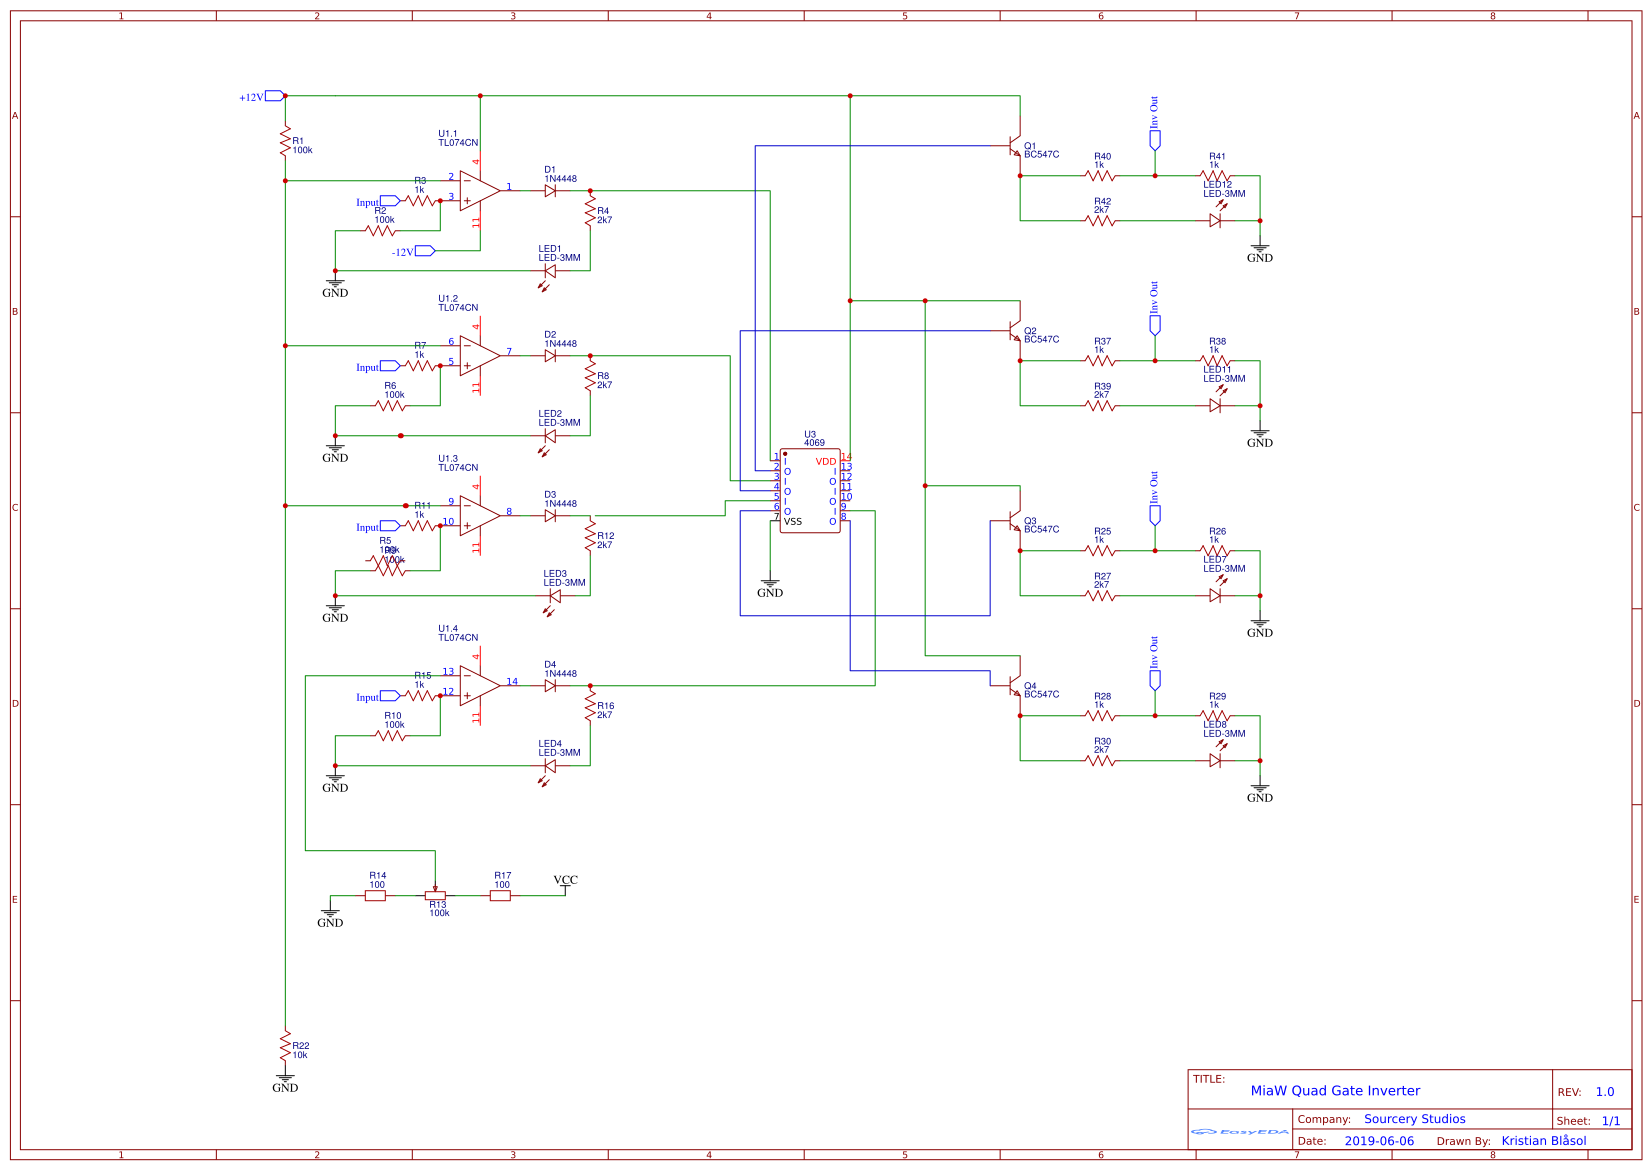 1 2 3 4 5 6 7 8
A A
B B
C C
D D
E E
+12V
R1
100k
U1.1
TL074CN
4
2
3
1
11
Input
R3
1k
R2
100k
-12V
GND
D1
1N4448
R4
2k7
LED1
LED-3MM
U1.2
TL074CN
4
6
5
7
11
Input
R7
1k
R6
100k
GND
D2
1N4448
R8
2k7
LED2
LED-3MM
U1.3
TL074CN
4
9
10
8
11
Input
R11
1k
R5
100k
100k
GND
D3
1N4448
R12
2k7
LED3
LED-3MM
U1.4
TL074CN
4
13
12
14
11
Input
R15
1k
R10
100k
GND
D4
1N4448
R16
2k7
LED4
LED-3MM
R14
100
R13
100k
R17
100
VCC
GND
R22
10k
GND
U3
4069
1 I VDD 14
2 O I 13
3 I O 12
4 O I 11
5 I O 10
6 O I 9
7 VSS O 8
GND
Q1
BC547C
R40
1k
Inv Out
R41
1k
LED12
LED-3MM
R42
2k7
GND
Q2
BC547C
R37
1k
Inv Out
R38
1k
LED11
LED-3MM
R39
2k7
GND
Q3
BC547C
R25
1k
Inv Out
R26
1k
LED7
LED-3MM
R27
2k7
GND
Q4
BC547C
R28
1k
Inv Out
R29
1k
LED8
LED-3MM
R30
2k7
GND
TITLE:
MiaW Quad Gate Inverter
REV: 1.0
Company: Sourcery Studios
Sheet: 1/1
EasyEDA
Date: 2019-06-06 Drawn By: Kristian Blåsol
1 2 3 4 5 6 7 8